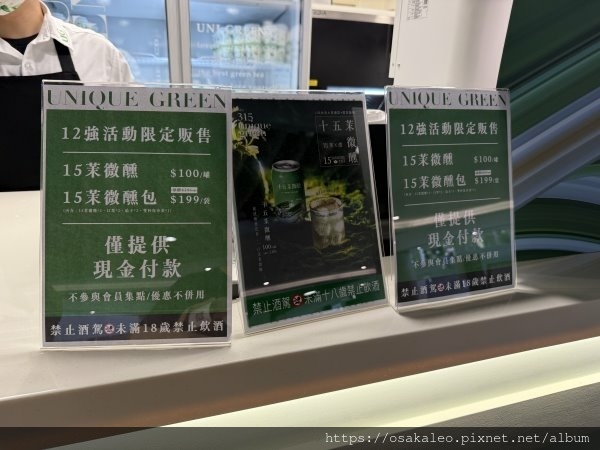 UNIQUE GREEN
12強活動限定販售
15茉微醺 $100/罐
15茉微醺包 $199/袋
僅提供
現金付款
不參與會員集點/優惠不併用
禁止酒駕 未滿18歲禁止飲酒
315
十五茉
微醺
禁止酒駕 未滿十八歲禁止飲酒
UNIQUE GREEN
12強活動限定販售
15茉微醺 $100/罐
15茉微醺包 $199/袋
僅提供
現金付款
不參與會員集點/優惠不併用
禁止酒駕 未滿18歲禁止飲酒
https://osakaleo.pixnet.net/album